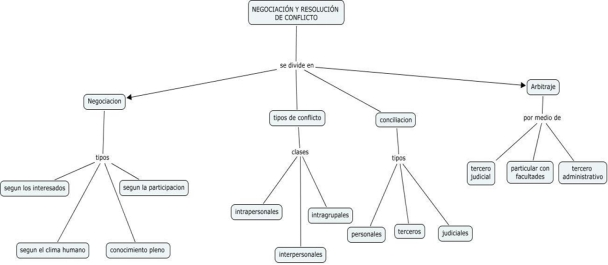 NEGOCIACIÓN Y RESOLUCIÓN
DE CONFLICTO
se divide en
Negociacion
tipos de conflicto
conciliacion
Arbitraje
tipos
clases
tipos
por medio de
segun los interesados
segun la participacion
segun el clima humano
conocimiento pleno
intrapersonales
intragrupales
interpersonales
personales
terceros
judiciales
tercero
judicial
particular con
facultades
tercero
administrativo